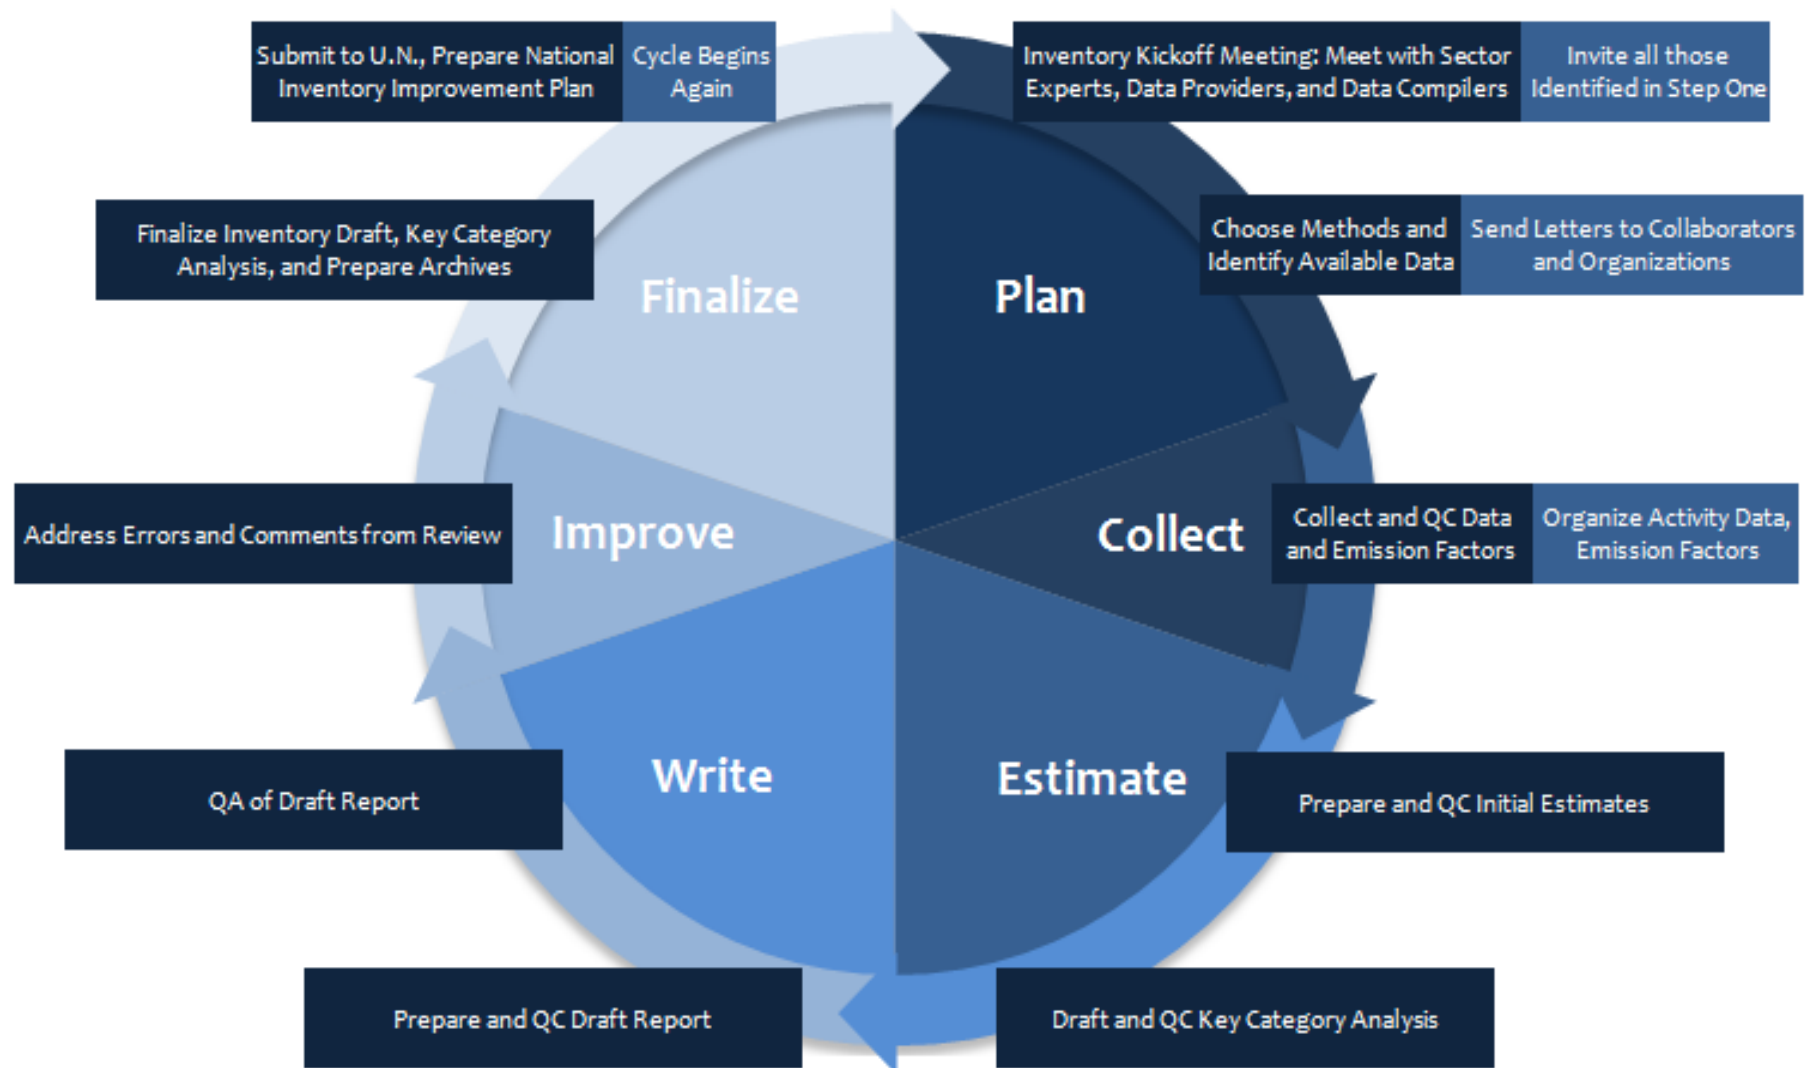 Submit to U.N., Prepare National
Inventory Improvement Plan
Cycle Begins
Again
Inventory Kickoff Meeting: Meet with Sector
Experts, Data Providers, and Data Compilers
Invite all those
Identified in Step One
Finalize Inventory Draft, Key Category
Analysis, and Prepare Archives
Choose Methods and
Identify Available Data
Send Letters to Collaborators
and Organizations
Finalize
Plan
Address Errors and Comments from Review
Improve
Collect
Collect and QC Data
and Emission Factors
Organize Activity Data,
Emission Factors
QA of Draft Report
Write
Estimate
Prepare and QC Initial Estimates
Prepare and QC Draft Report
Draft and QC Key Category Analysis